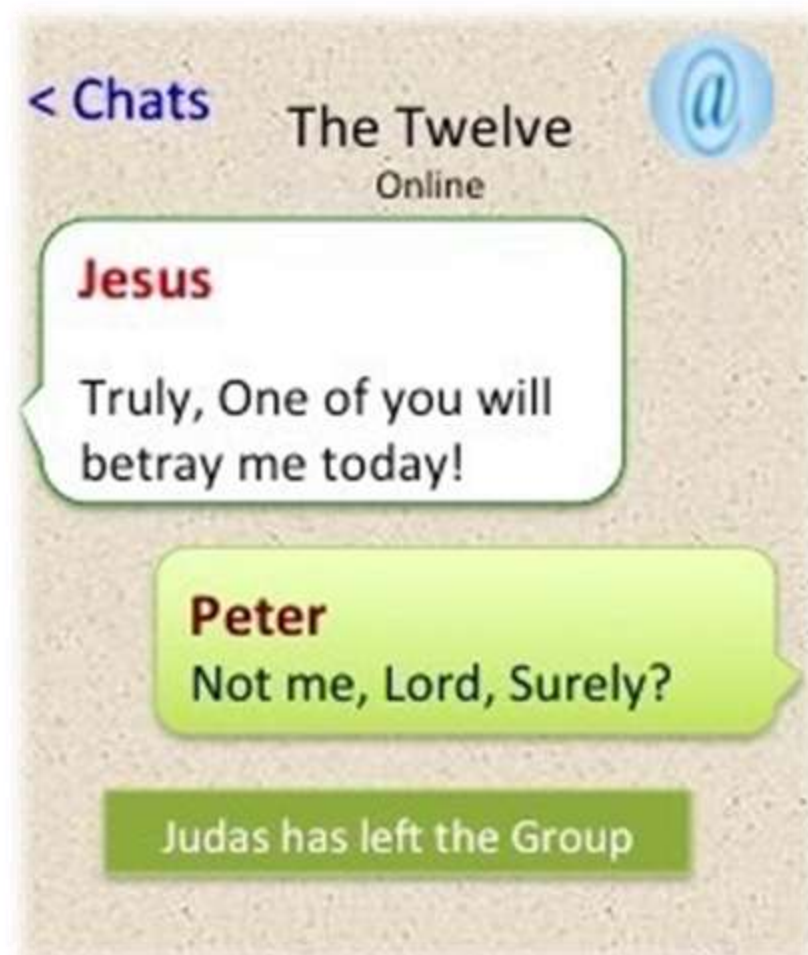 < Chats
The Twelve
Online
@
Jesus
Truly, One of you will
betray me today!
Peter
Not me, Lord, Surely?
Judas has left the Group